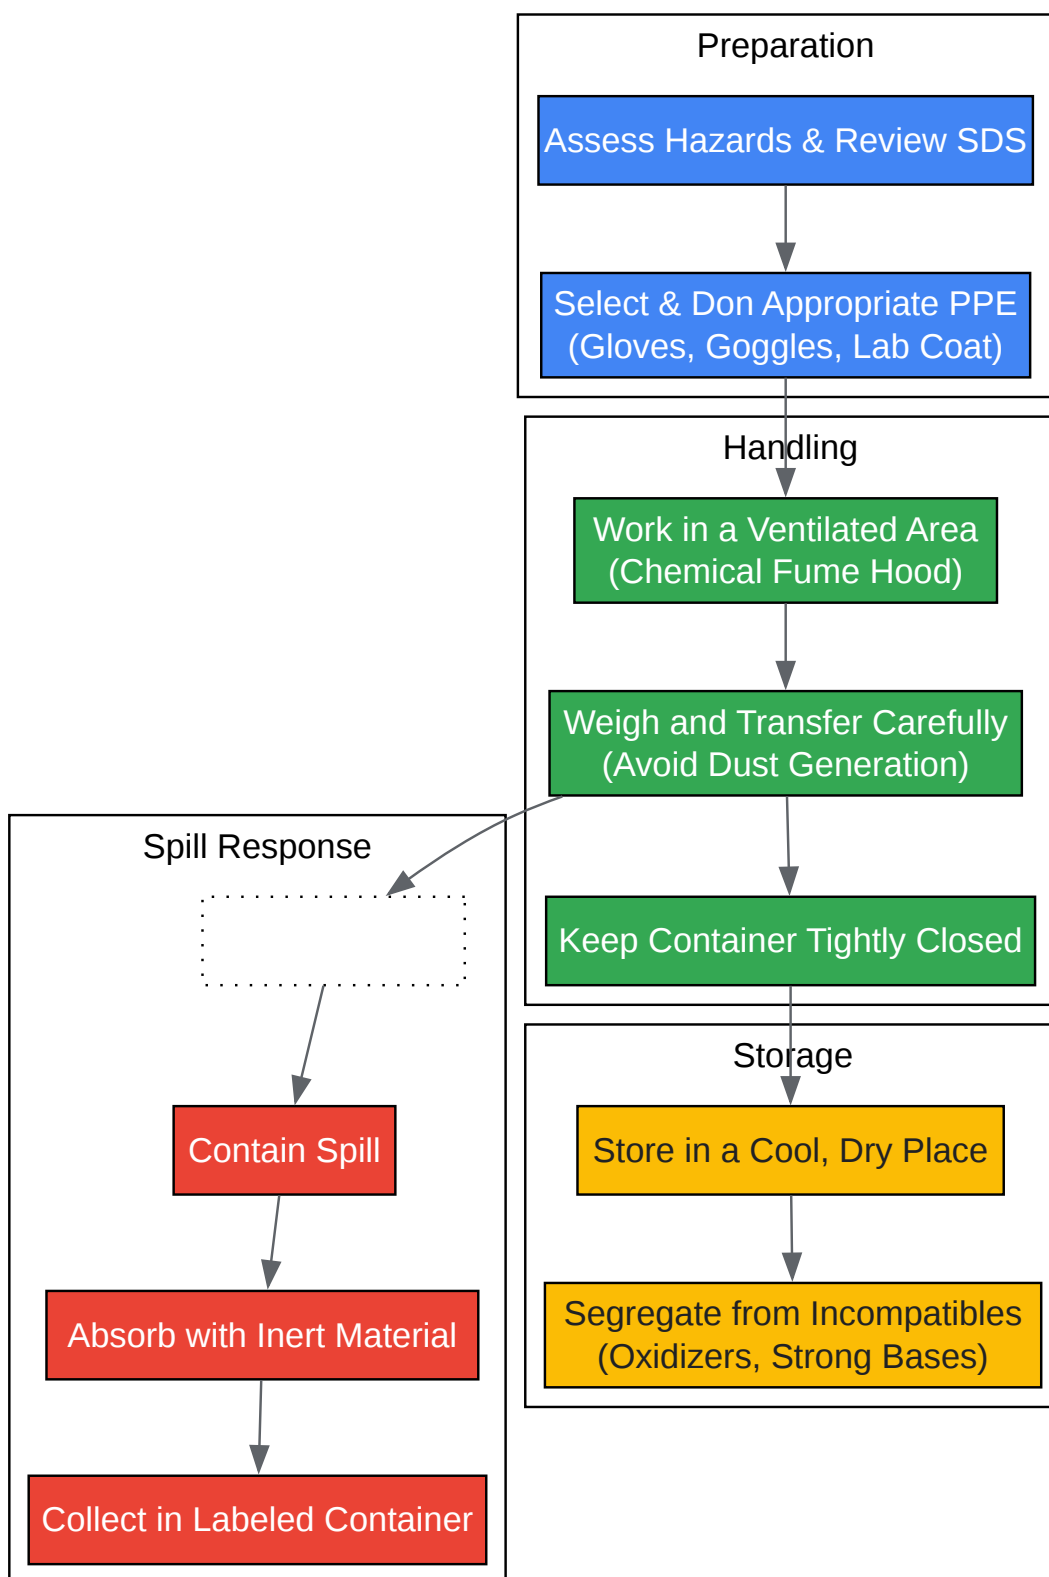 Preparation
Assess Hazards & Review SDS
Select & Don Appropriate PPE
(Gloves, Goggles, Lab Coat)
Handling
Work in a Ventilated Area
(Chemical Fume Hood)
Weigh and Transfer Carefully
(Avoid Dust Generation)
Keep Container Tightly Closed
Spill Response
Contain Spill
Absorb with Inert Material
Collect in Labeled Container
Storage
Store in a Cool, Dry Place
Segregate from Incompatibles
(Oxidizers, Strong Bases)